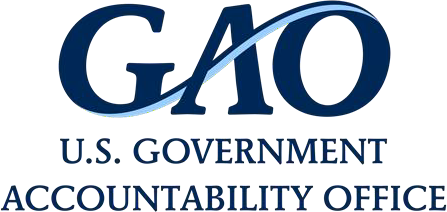 GAO
U.S. GOVERNMENT
ACCOUNTABILITY OFFICE